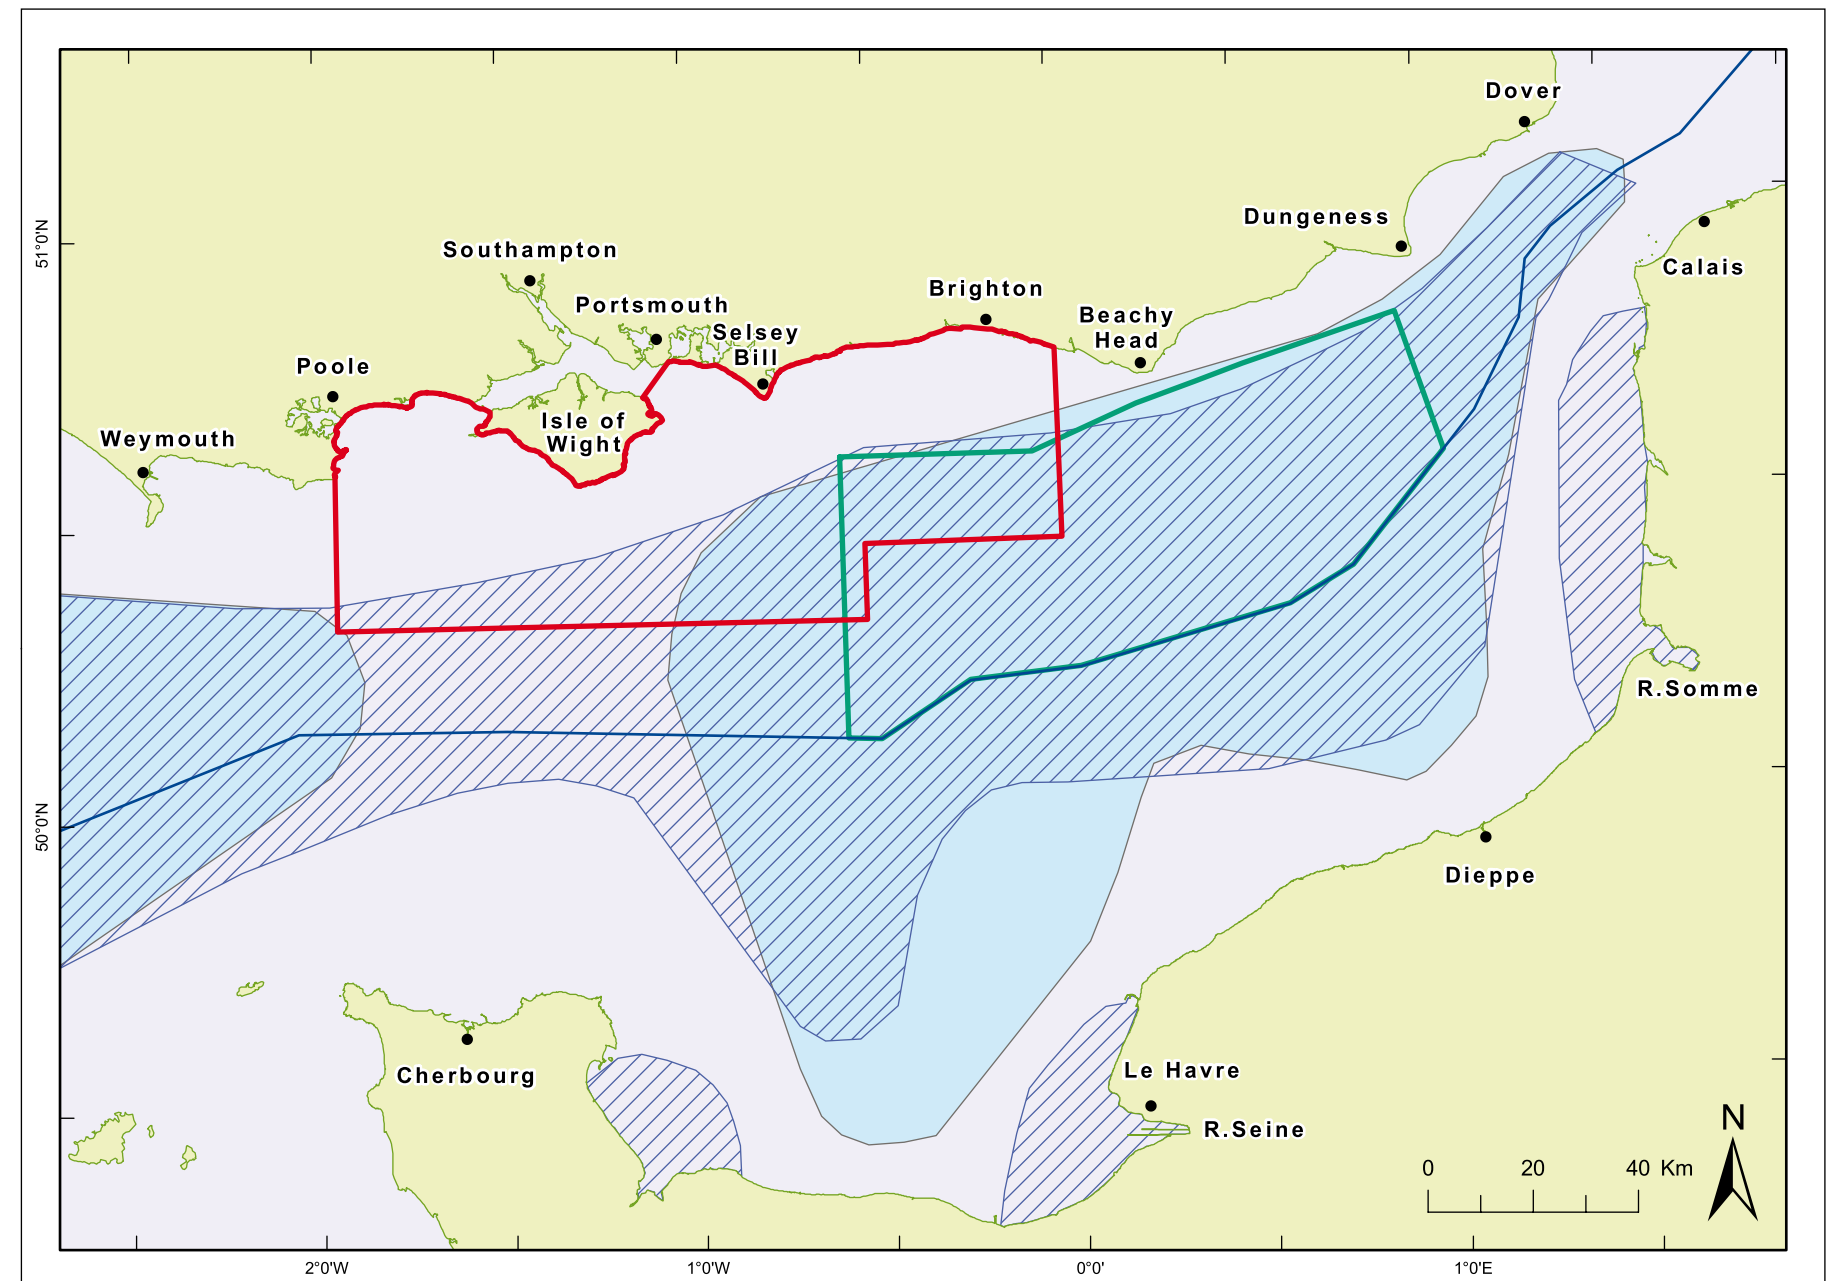 Dover
Dungeness
Calais
Southampton
Brighton
Portsmouth
Beachy
Head
Selsey
Bill
Poole
Isle of
Wight
Weymouth
51°0'N
50°0'N
R.Somme
Dieppe
Cherbourg
Le Havre
R.Seine
N
0 20 40 Km
2°0'W 1°0'W 0°0' 1°0'E